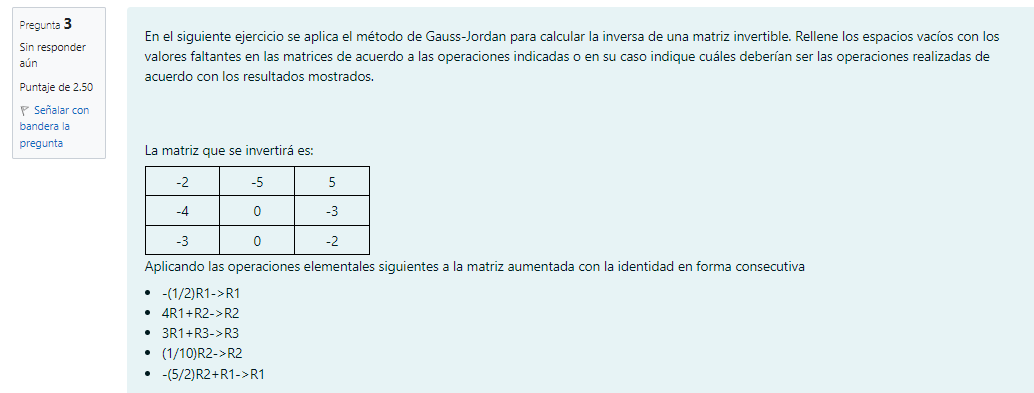 Pregunta 3
Sin responder
aún
Puntaje de 2.50
Señalar con
bandera la
pregunta
En el siguiente ejercicio se aplica el método de Gauss-Jordan para calcular la inversa de una matriz invertible. Rellene los espacios vacíos con los
valores faltantes en las matrices de acuerdo a las operaciones indicadas o en su caso indique cuáles deberían ser las operaciones realizadas de
acuerdo con los resultados mostrados.
La matriz que se invertirá es:
-2 -5 5
-4 0 -3
-3 0 -2
Aplicando las operaciones elementales siguientes a la matriz aumentada con la identidad en forma consecutiva
• -(1/2)R1->R1
• 4R1+R2->R2
• 3R1+R3->R3
• (1/10)R2->R2
• -(5/2)R2+R1->R1